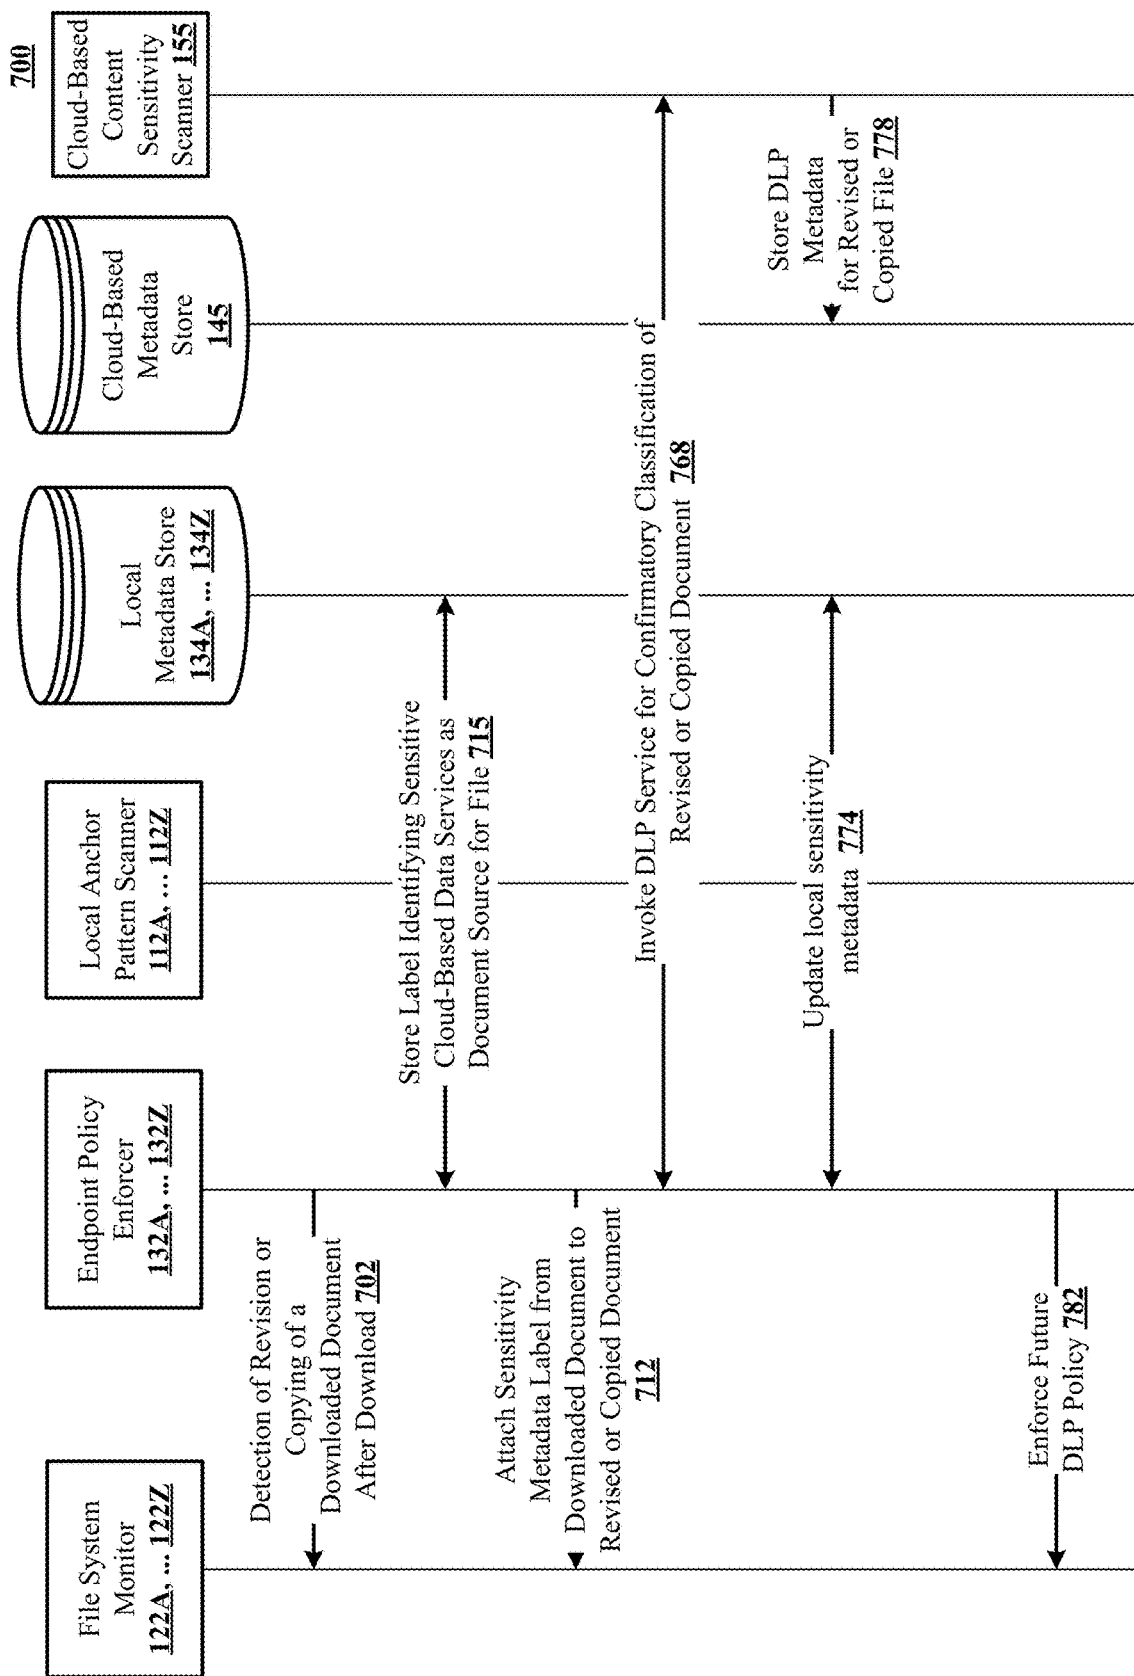 700
File System
Monitor
122A, ... 122Z
Endpoint Policy
Enforcer
132A, ... 132Z
Local Anchor
Pattern Scanner
112A, ... 112Z
Local
Metadata Store
134A, ... 134Z
Cloud-Based
Metadata
Store
145
Cloud-Based
Content
Sensitivity
Scanner 155
Detection of Revision or
Copying of a
Downloaded Document
After Download 702
Store Label Identifying Sensitive
Cloud-Based Data Services as
Document Source for File 715
Attach Sensitivity
Metadata Label from
Downloaded Document to
Revised or Copied Document
712
Invoke DLP Service for Confirmatory Classification of
Revised or Copied Document 768
Update local sensitivity
metadata 774
Store DLP
Metadata
for Revised or
Copied File 778
Enforce Future
DLP Policy 782